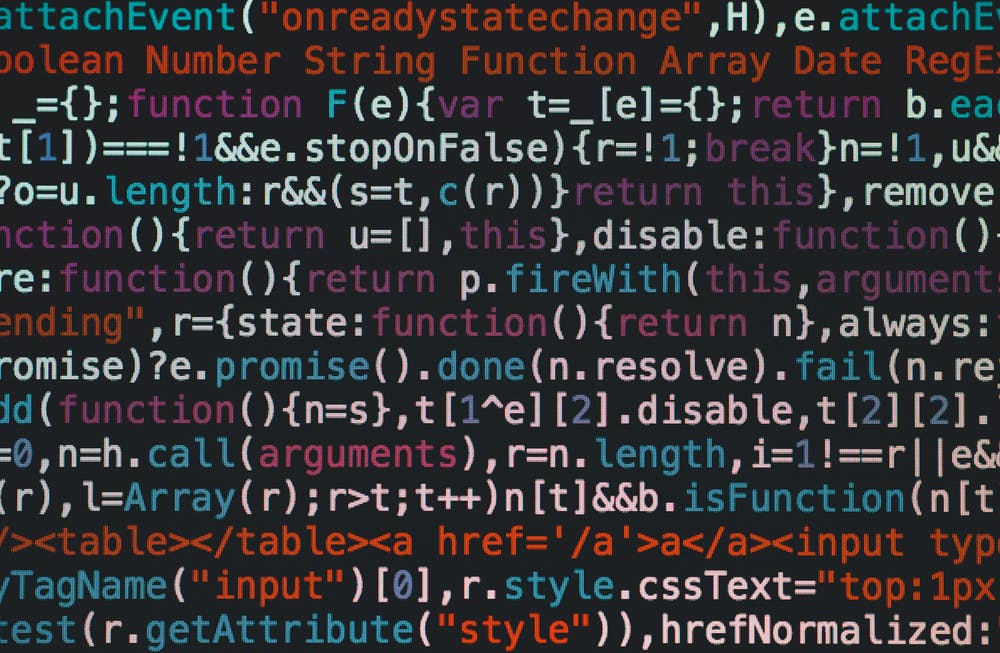 attachEvent("onreadystatechange",H),e.attachE
oolean Number String Function Array Date RegE
_={};function F(e){var t=_[e]={};return b.ea
t[1])===!1&&e.stopOnFalse){r=!1;break}n=!1,u&
?o=u.length:r&&(s=t,c(r))}return this},remove
nction(){return u=[],this},disable:function()
re:function(){return p.fireWith(this,argument
ending",r={state:function(){return n},always:
romise)?e.promise().done(n.resolve).fail(n.re
dd(function(){n=s},t[1^e][2].disable,t[2][2].
=0,n=h.call(arguments),r=n.length,i=1!==r||e&
(r),l=Array(r);r>t;t++)n[t]&&b.isFunction(n[t
/><table></table><a href='/a'>a</a><input typ
yTagName("input")[0],r.style.cssText="top:1px
test(r.getAttribute("style")),hrefNormalized: